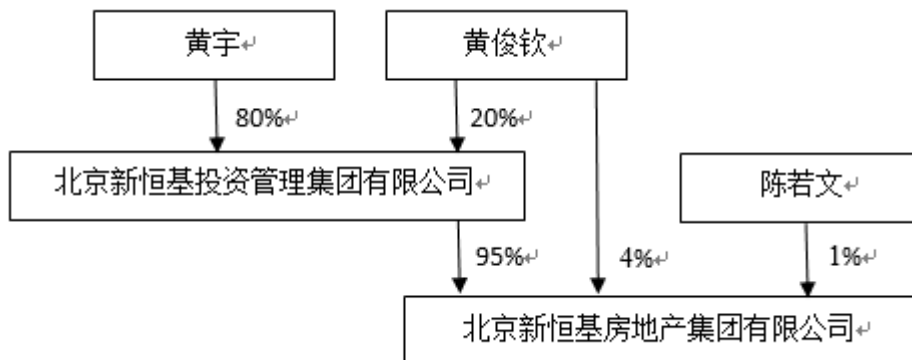 黄宇
黄俊钦
80%
20%
北京新恒基投资管理集团有限公司
陈若文
95%
4%
1%
北京新恒基房地产集团有限公司